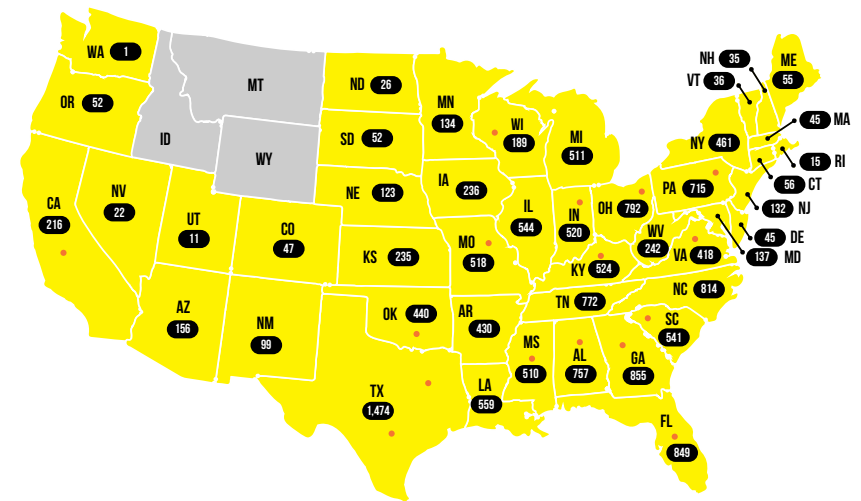 WA 1
OR 52
MT
ID
WY
ND 26
SD 52
NE 123
KS 235
MN 134
WI 189
MI 511
IA 236
IL 544
IN 520
OH 792
PA 715
NY 461
NH 35
VT 36
ME 55
45 MA
15 RI
56 CT
132 NJ
45 DE
137 MD
CA 216
NV 22
UT 11
CO 47
AZ 156
NM 99
MO 518
KY 524
WV 242
VA 418
NC 814
TN 772
SC 541
OK 440
AR 430
MS 510
AL 757
GA 855
TX 1,474
LA 559
FL 849